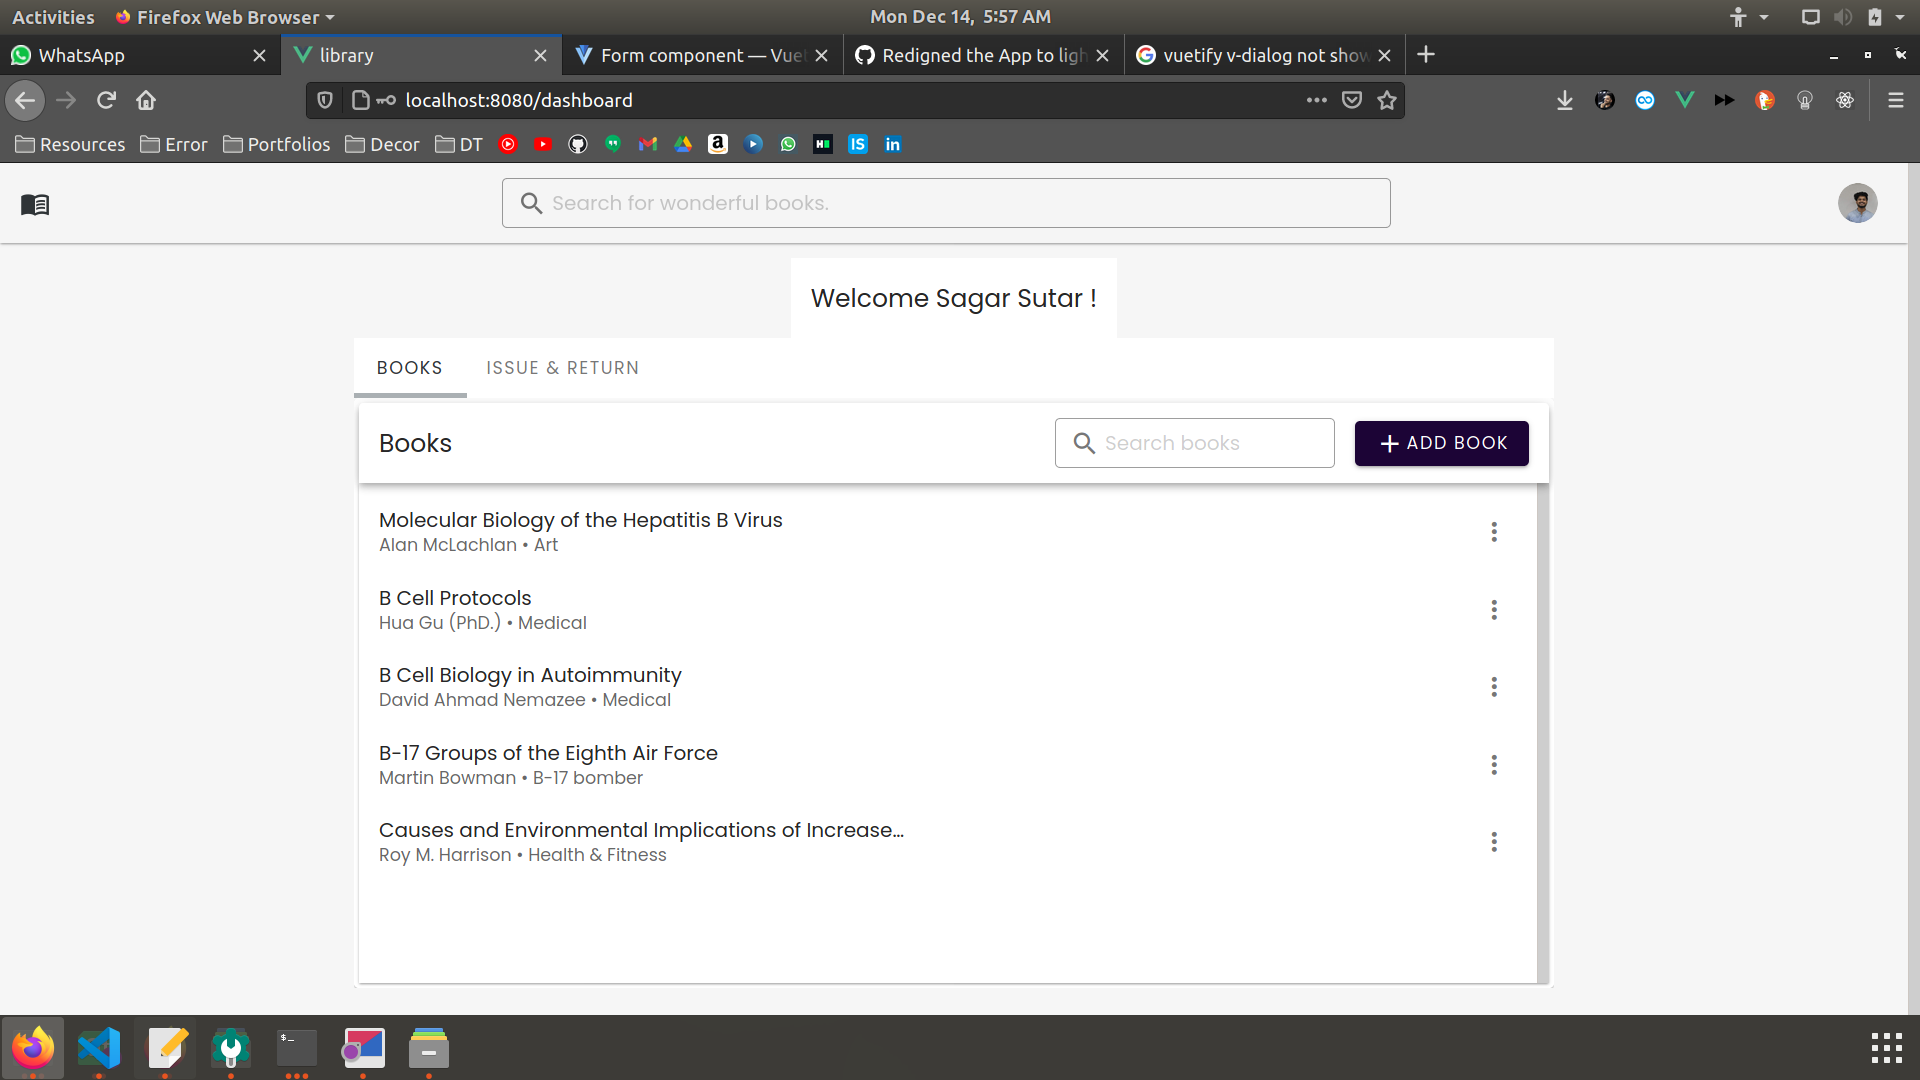 Activities Firefox Web Browser Mon Dec 14, 5:57 AM
WhatsApp library Form component — Vuet Redigned the App to ligh vuetify v-dialog not show
localhost:8080/dashboard
Resources Error Portfolios Decor DT a H IS in
Search for wonderful books.
Welcome Sagar Sutar !
BOOKS ISSUE & RETURN
Books Search books ADD BOOK
Molecular Biology of the Hepatitis B Virus
Alan McLachlan • Art
B Cell Protocols
Hua Gu (PhD.) • Medical
B Cell Biology in Autoimmunity
David Ahmad Nemazee • Medical
B-17 Groups of the Eighth Air Force
Martin Bowman • B-17 bomber
Causes and Environmental Implications of Increase...
Roy M. Harrison • Health & Fitness
$_